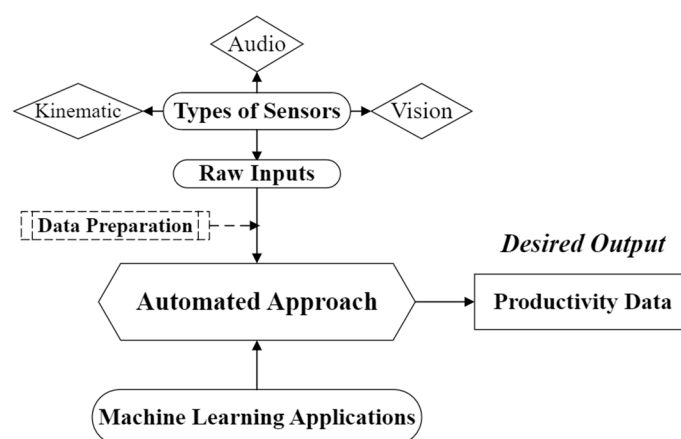 Audio
Kinematic
Types of Sensors
Vision
Raw Inputs
Data Preparation
Desired Output
Automated Approach
Productivity Data
Machine Learning Applications